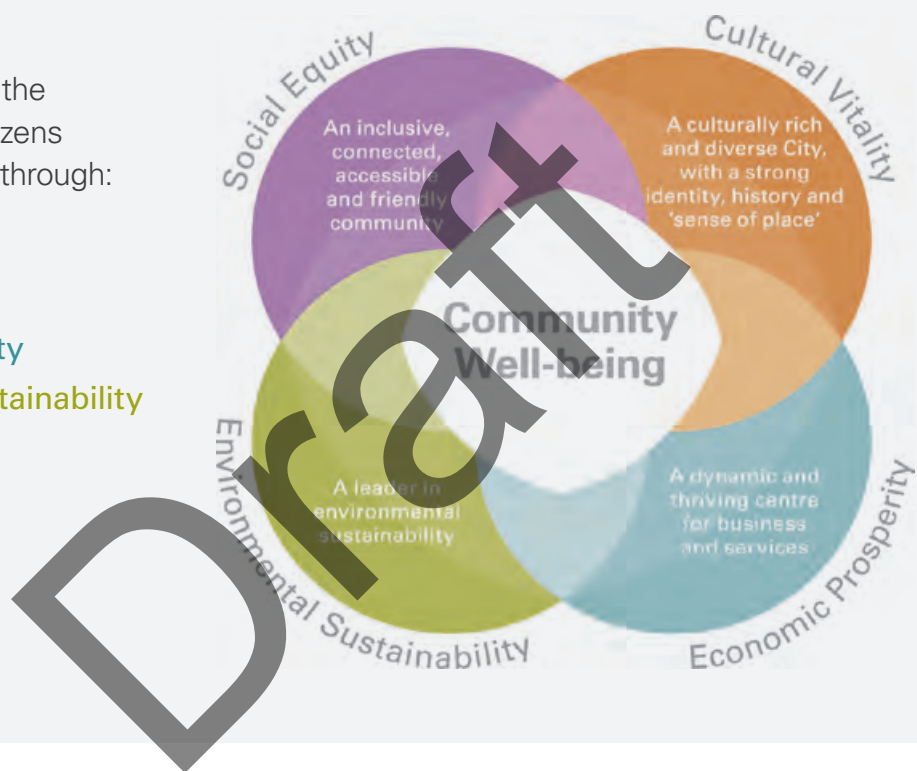 the
zens
through:
ty
tainability
Social Equity
An inclusive,
connected,
accessible
and friendly
community
Cultural Vitality
A culturally rich
and diverse City,
with a strong
identity, history and
'sense of place'
Community
Well-being
Environmental Sustainability
A leader in
environmental
sustainability
Economic Prosperity
A dynamic and
thriving centre
for business
and services
Draft